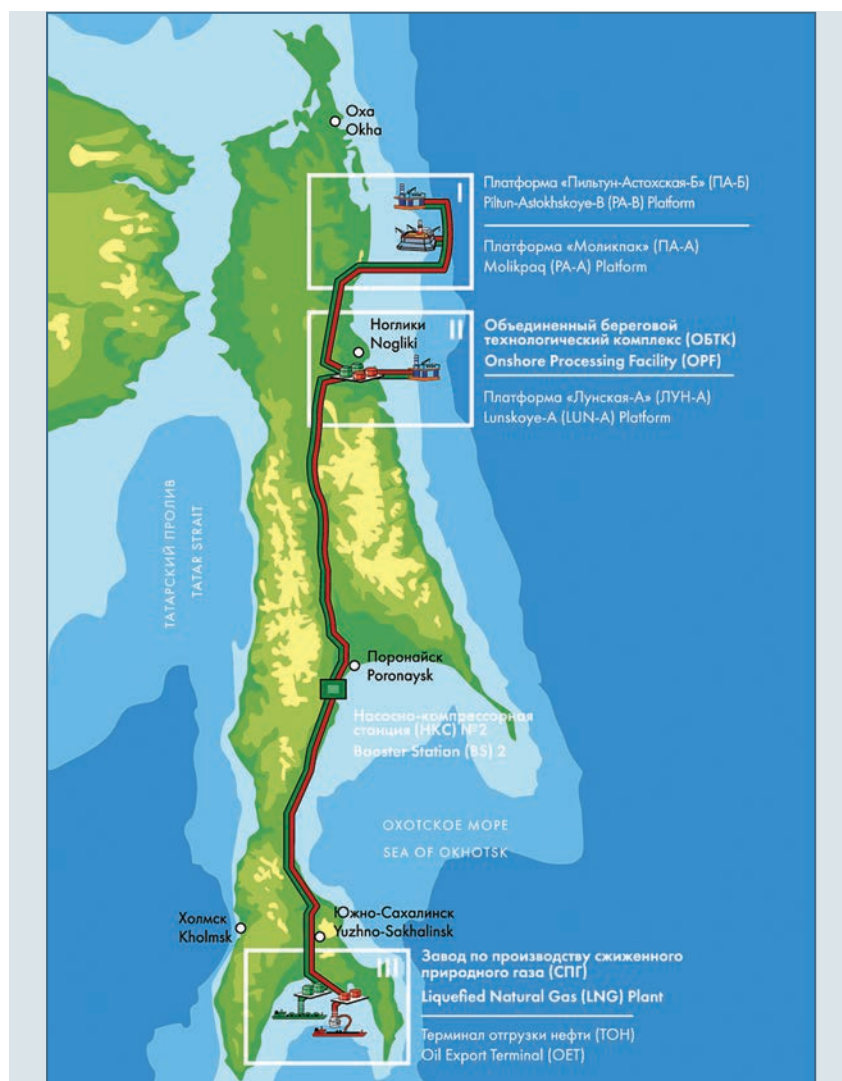 Оха
Okha
I
Платформа «Пильтун-Астохская-Б» (ПА-Б)
Piltun-Astokhskoye-B (PA-B) Platform
Платформа «Моликпак» (ПА-А)
Molikpaq (PA-A) Platform
Ноглики
Nogliki
II
Объединенный береговой
технологический комплекс (ОБТК)
Onshore Processing Facility (OPF)
Платформа «Лунская-А» (ЛУН-А)
Lunskoye-A (LUN-A) Platform
ТАТАРСКИЙ ПРОЛИВ
TATAR STRAIT
Поронайск
Poronaysk
Насосно-компрессорная
станция (НКС) №2
Booster Station (BS) 2
ОХОТСКОЕ МОРЕ
SEA OF OKHOTSK
Холмск
Kholmsk
Южно-Сахалинск
Yuzhno-Sakhalinsk
III
Завод по производству сжиженного
природного газа (СПГ)
Liquefied Natural Gas (LNG) Plant
Терминал отгрузки нефти (ТОН)
Oil Export Terminal (OET)